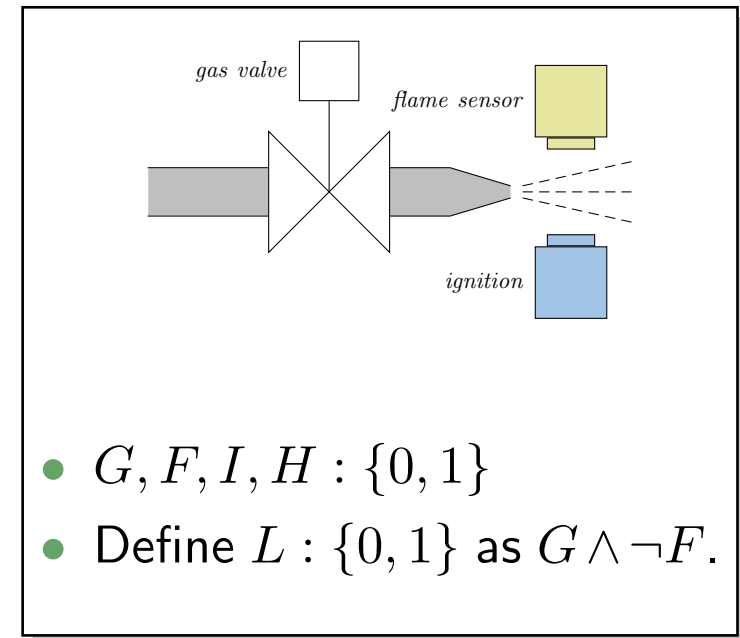 gas valve
flame sensor
ignition
• G, F, I, H : {0, 1}
• Define L : {0, 1} as G ∧ ¬F.